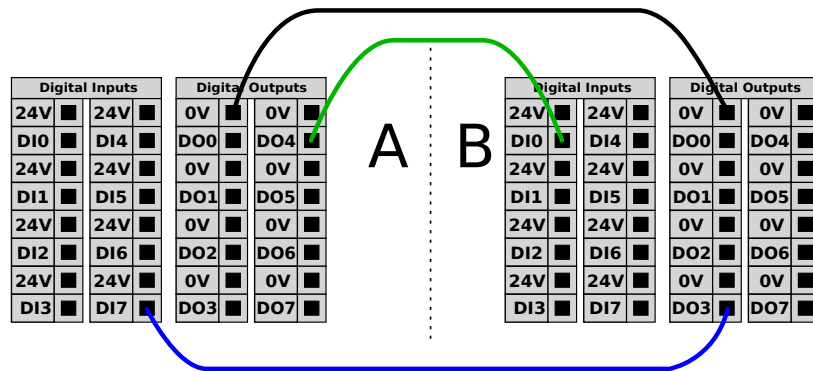 Digital Inputs Digital Outputs Digital Inputs Digital Outputs
24V 24V 0V 0V 24V 24V 0V 0V
DI0 DI4 DO0 DO4 A B DI0 DI4 DO0 DO4
24V 24V 0V 0V 24V 24V 0V 0V
DI1 DI5 DO1 DO5 DI1 DI5 DO1 DO5
24V 24V 0V 0V 24V 24V 0V 0V
DI2 DI6 DO2 DO6 DI2 DI6 DO2 DO6
24V 24V 0V 0V 24V 24V 0V 0V
DI3 DI7 DO3 DO7 DI3 DI7 DO3 DO7